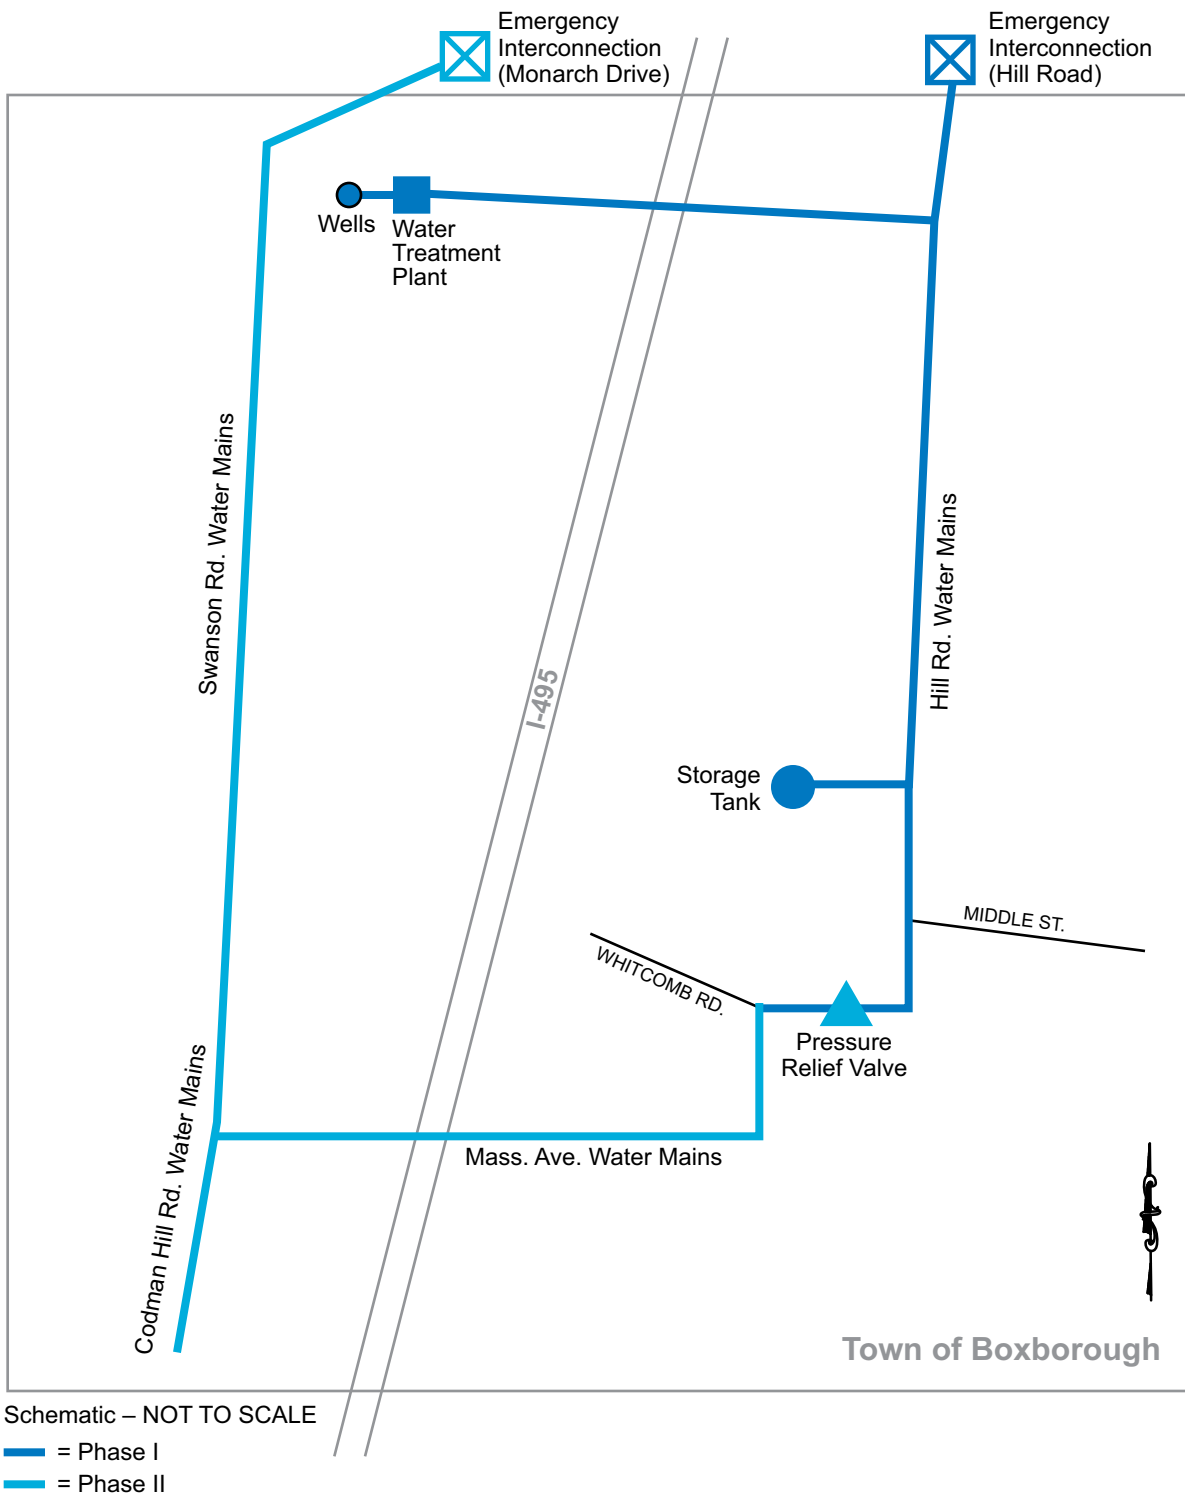 Emergency
Interconnection
(Monarch Drive)
Emergency
Interconnection
(Hill Road)
Wells
Water
Treatment
Plant
Swanson Rd. Water Mains
Hill Rd. Water Mains
I-495
Storage
Tank
MIDDLE ST.
WHITCOMB RD.
Pressure
Relief Valve
Codman Hill Rd. Water Mains
Mass. Ave. Water Mains
Town of Boxborough
Schematic – NOT TO SCALE
= Phase I
= Phase II